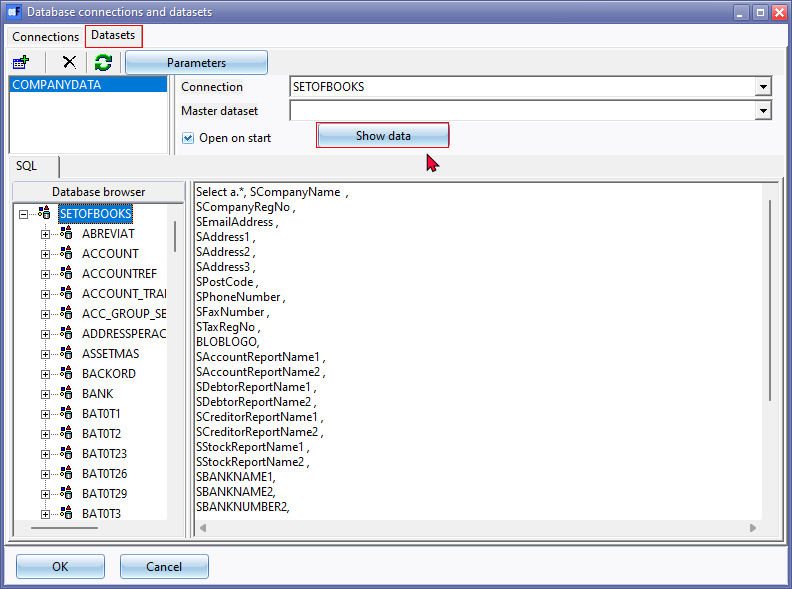 Database connections and datasets
Connections
Datasets
Parameters
COMPANYDATA
Connection
SETOFBOOKS
Master dataset
Open on start
Show data
SQL
Database browser
SETOFBOOKS
ABREVIAT
ACCOUNT
ACCOUNTREF
ACCOUNT_TRAI
ACC_GROUP_SE
ADDRESSPERAC
ASSETMAS
BACKORD
BANK
BAT0T1
BAT0T2
BAT0T23
BAT0T26
BAT0T29
BAT0T3
Select a.*, SCompanyName ,
SCompanyRegNo ,
SEmailAddress ,
SAddress1 ,
SAddress2 ,
SAddress3 ,
SPostCode ,
SPhoneNumber ,
SFaxNumber ,
STaxRegNo ,
BLOBLOGO,
SAccountReportName1 ,
SAccountReportName2 ,
SDebtorReportName1 ,
SDebtorReportName2 ,
SCreditorReportName1 ,
SCreditorReportName2 ,
SStockReportName1 ,
SStockReportName2 ,
SBANKNAME1,
SBANKNAME2,
SBANKNUMBER2,
OK
Cancel